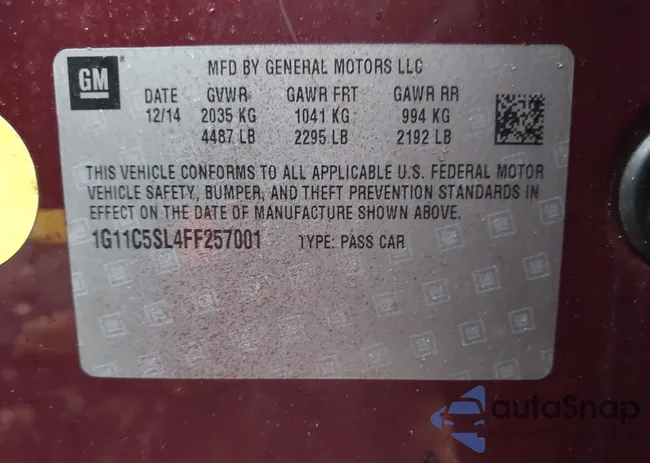 GM
MFD BY GENERAL MOTORS LLC
DATE GVWR GAWR FRT GAWR RR
12/14 2035 KG 1041 KG 994 KG
4487 LB 2295 LB 2192 LB
THIS VEHICLE CONFORMS TO ALL APPLICABLE U.S. FEDERAL MOTOR
VEHICLE SAFETY, BUMPER, AND THEFT PREVENTION STANDARDS IN
EFFECT ON THE DATE OF MANUFACTURE SHOWN ABOVE.
1G11C5SL4FF257001 TYPE: PASS CAR
autoSnap